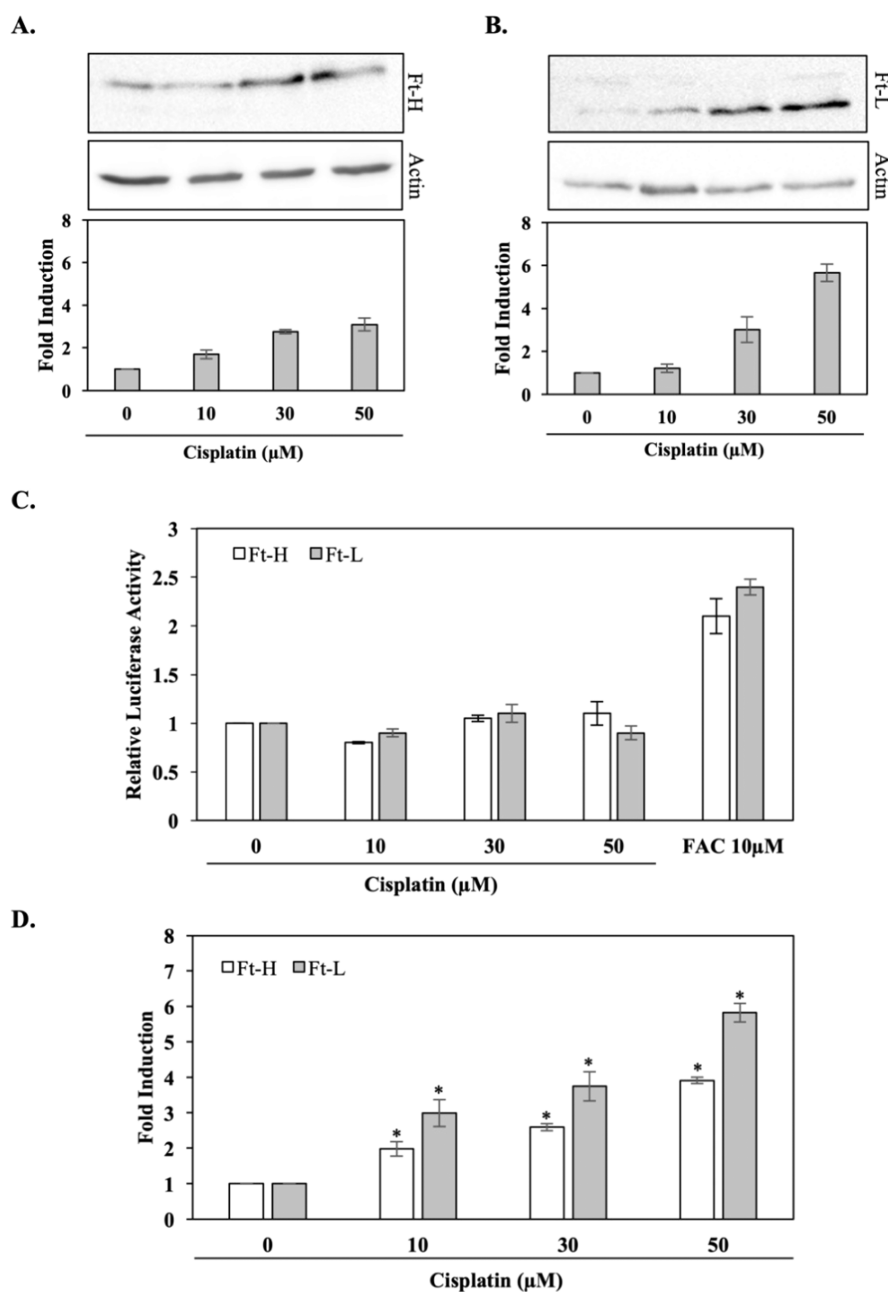 A.
Ft-H
Actin
Fold Induction
8
6
4
2
0
0 10 30 50
Cisplatin (µM)
B.
Ft-L
Actin
Fold Induction
8
6
4
2
0
0 10 30 50
Cisplatin (µM)
C.
Relative Luciferase Activity
3
2.5
2
1.5
1
0.5
0
Ft-H Ft-L
0 10 30 50 FAC 10µM
Cisplatin (µM)
D.
Fold Induction
8
7
6
5
4
3
2
1
0
Ft-H Ft-L
* * * * * *
0 10 30 50
Cisplatin (µM)